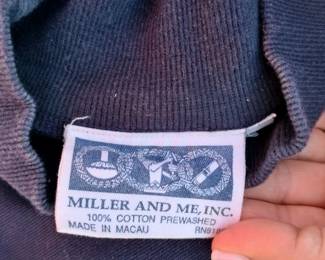 MILLER AND ME, INC.
100% COTTON PREWASHED
MADE IN MACAU